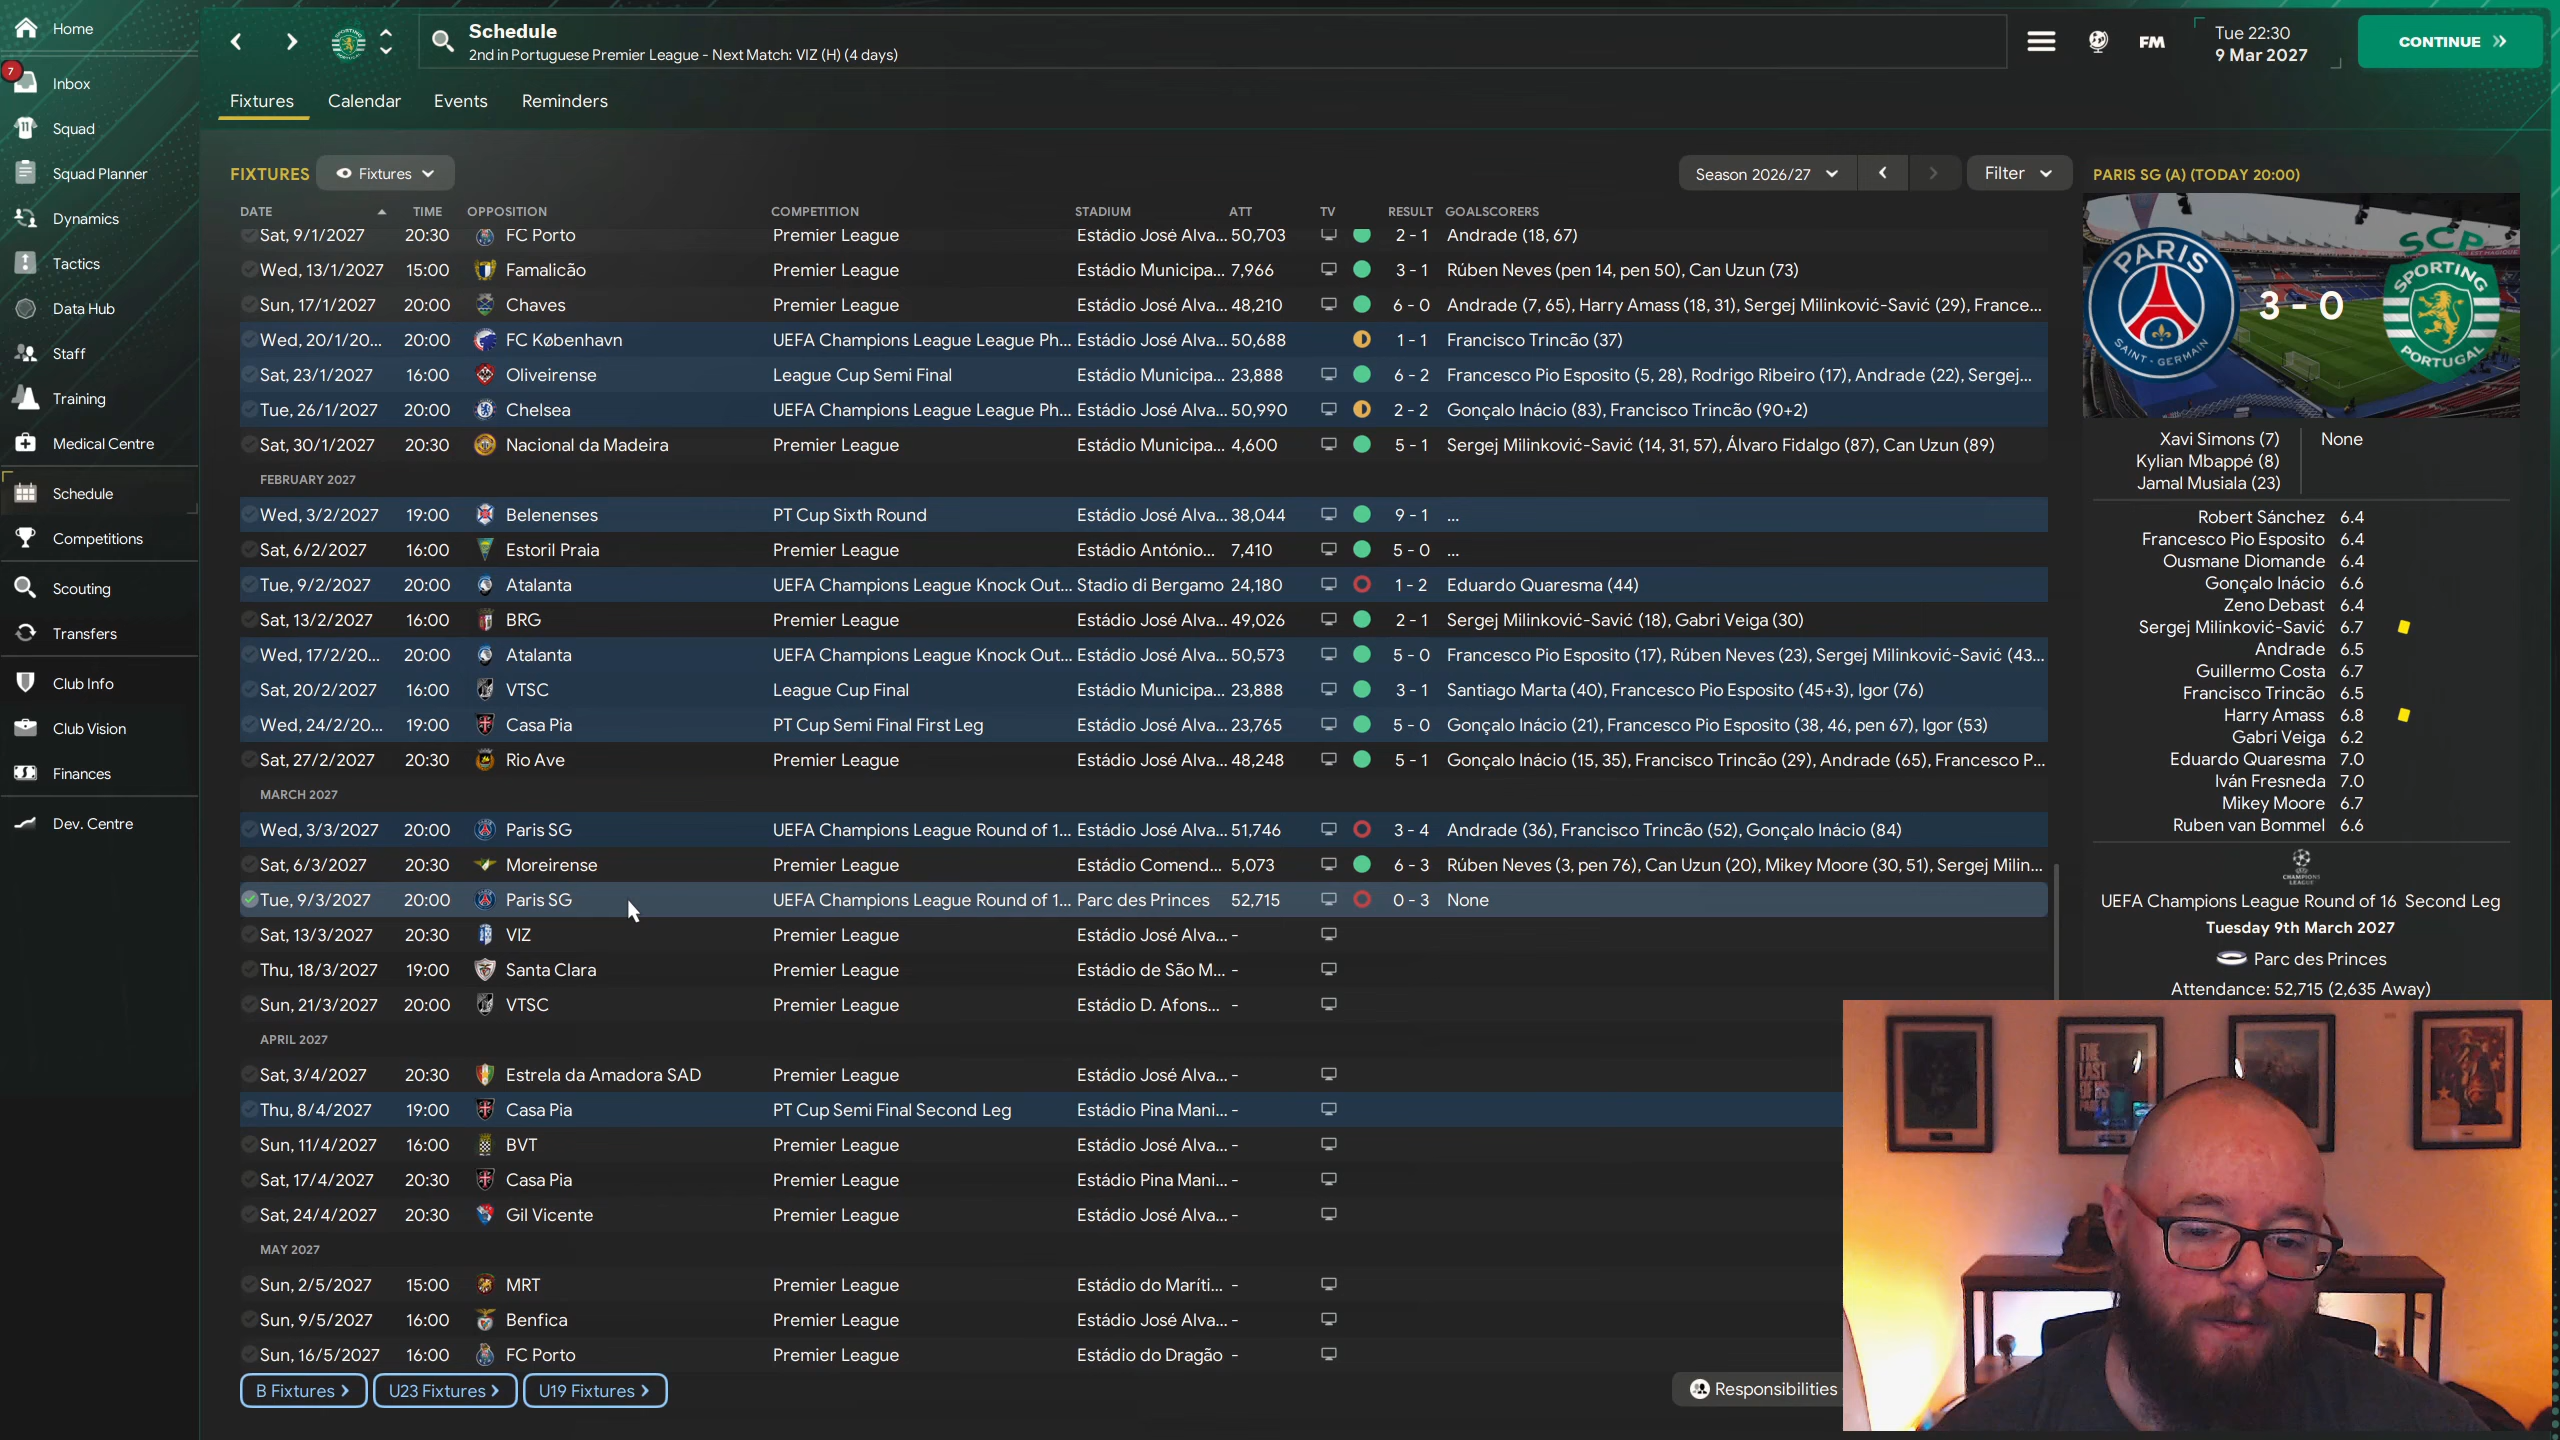 Home
Inbox
7
Squad
Squad Planner
Dynamics
Tactics
Data Hub
Staff
Training
Medical Centre
Schedule
Competitions
Scouting
Transfers
Club Info
Club Vision
Finances
Dev. Centre
Schedule
2nd in Portuguese Premier League - Next Match: VIZ (H) (4 days)
FM
Tue 22:30
9 Mar 2027
CONTINUE
Fixtures Calendar Events Reminders
FIXTURES Fixtures Season 2026/27 Filter
DATE TIME OPPOSITION COMPETITION STADIUM ATT TV RESULT GOALSCORERS
Sat, 9/1/2027 20:30 FC Porto Premier League Estádio José Alva... 50,703 2 - 1 Andrade (18, 67)
Wed, 13/1/2027 15:00 Famalicão Premier League Estádio Municipa... 7,966 3 - 1 Rúben Neves (pen 14, pen 50), Can Uzun (73)
Sun, 17/1/2027 20:00 Chaves Premier League Estádio José Alva... 48,210 6 - 0 Andrade (7, 65), Harry Amass (18, 31), Sergej Milinković-Savić (29), France...
Wed, 20/1/20... 20:00 FC København UEFA Champions League League Ph... Estádio José Alva... 50,688 1 - 1 Francisco Trincão (37)
Sat, 23/1/2027 16:00 Oliveirense League Cup Semi Final Estádio Municipa... 23,888 6 - 2 Francesco Pio Esposito (5, 28), Rodrigo Ribeiro (17), Andrade (22), Sergej...
Tue, 26/1/2027 20:00 Chelsea UEFA Champions League League Ph... Estádio José Alva... 50,990 2 - 2 Gonçalo Inácio (83), Francisco Trincão (90+2)
Sat, 30/1/2027 20:30 Nacional da Madeira Premier League Estádio Municipa... 4,600 5 - 1 Sergej Milinković-Savić (14, 31, 57), Álvaro Fidalgo (87), Can Uzun (89)
FEBRUARY 2027
Wed, 3/2/2027 19:00 Belenenses PT Cup Sixth Round Estádio José Alva... 38,044 9 - 1 ...
Sat, 6/2/2027 16:00 Estoril Praia Premier League Estádio António... 7,410 5 - 0 ...
Tue, 9/2/2027 20:00 Atalanta UEFA Champions League Knock Out... Stadio di Bergamo 24,180 1 - 2 Eduardo Quaresma (44)
Sat, 13/2/2027 16:00 BRG Premier League Estádio José Alva... 49,026 2 - 1 Sergej Milinković-Savić (18), Gabri Veiga (30)
Wed, 17/2/20... 20:00 Atalanta UEFA Champions League Knock Out... Estádio José Alva... 50,573 5 - 0 Francesco Pio Esposito (17), Rúben Neves (23), Sergej Milinković-Savić (43...
Sat, 20/2/2027 16:00 VTSC League Cup Final Estádio Municipa... 23,888 3 - 1 Santiago Marta (40), Francesco Pio Esposito (45+3), Igor (76)
Wed, 24/2/20... 19:00 Casa Pia PT Cup Semi Final First Leg Estádio José Alva... 23,765 5 - 0 Gonçalo Inácio (21), Francesco Pio Esposito (38, 46, pen 67), Igor (53)
Sat, 27/2/2027 20:30 Rio Ave Premier League Estádio José Alva... 48,248 5 - 1 Gonçalo Inácio (15, 35), Francisco Trincão (29), Andrade (65), Francesco P...
MARCH 2027
Wed, 3/3/2027 20:00 Paris SG UEFA Champions League Round of 1... Estádio José Alva... 51,746 3 - 4 Andrade (36), Francisco Trincão (52), Gonçalo Inácio (84)
Sat, 6/3/2027 20:30 Moreirense Premier League Estádio Comend... 5,073 6 - 3 Rúben Neves (3, pen 76), Can Uzun (20), Mikey Moore (30, 51), Sergej Milin...
Tue, 9/3/2027 20:00 Paris SG UEFA Champions League Round of 1... Parc des Princes 52,715 0 - 3 None
Sat, 13/3/2027 20:30 VIZ Premier League Estádio José Alva... -
Thu, 18/3/2027 19:00 Santa Clara Premier League Estádio de São M... -
Sun, 21/3/2027 20:00 VTSC Premier League Estádio D. Afons... -
APRIL 2027
Sat, 3/4/2027 20:30 Estrela da Amadora SAD Premier League Estádio José Alva... -
Thu, 8/4/2027 19:00 Casa Pia PT Cup Semi Final Second Leg Estádio Pina Mani... -
Sun, 11/4/2027 16:00 BVT Premier League Estádio José Alva... -
Sat, 17/4/2027 20:30 Casa Pia Premier League Estádio Pina Mani... -
Sat, 24/4/2027 20:30 Gil Vicente Premier League Estádio José Alva... -
MAY 2027
Sun, 2/5/2027 15:00 MRT Premier League Estádio do Maríti... -
Sun, 9/5/2027 16:00 Benfica Premier League Estádio José Alva... -
Sun, 16/5/2027 16:00 FC Porto Premier League Estádio do Dragão -
B Fixtures U23 Fixtures U19 Fixtures
Responsibilities
PARIS SG (A) (TODAY 20:00)
PARIS
SAINT-GERMAIN
3 - 0
SCP
SPORTING
PORTUGAL
Xavi Simons (7) None
Kylian Mbappé (8)
Jamal Musiala (23)
Robert Sánchez 6.4
Francesco Pio Esposito 6.4
Ousmane Diomande 6.4
Gonçalo Inácio 6.6
Zeno Debast 6.4
Sergej Milinković-Savić 6.7
Andrade 6.5
Guillermo Costa 6.7
Francisco Trincão 6.5
Harry Amass 6.8
Gabri Veiga 6.2
Eduardo Quaresma 7.0
Iván Fresneda 7.0
Mikey Moore 6.7
Ruben van Bommel 6.6
CHAMPIONS
LEAGUE
UEFA Champions League Round of 16 Second Leg
Tuesday 9th March 2027
Parc des Princes
Attendance: 52,715 (2,635 Away)
THE
LAST
OF US